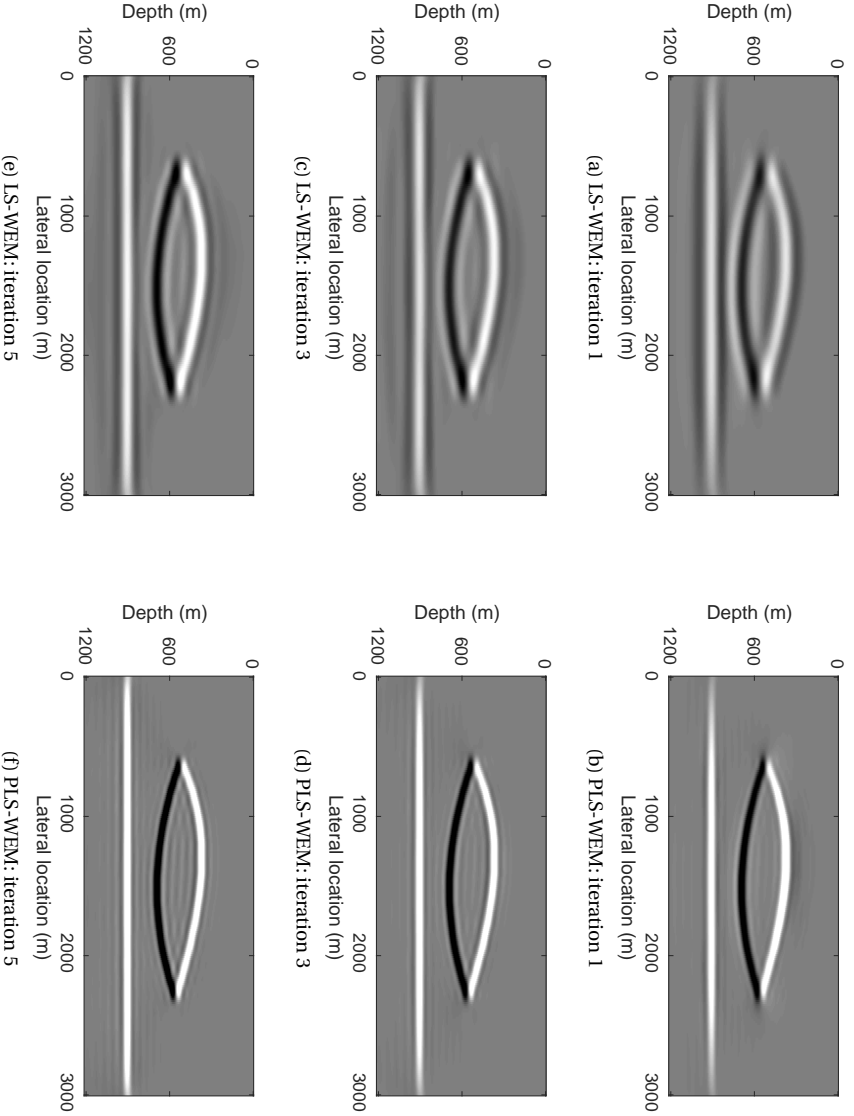 0
600
1200
Depth (m)
0 1000 2000 3000
Lateral location (m)
(a) LS-WEM: iteration 1
0
600
1200
Depth (m)
0 1000 2000 3000
Lateral location (m)
(b) PLS-WEM: iteration 1
0
600
1200
Depth (m)
0 1000 2000 3000
Lateral location (m)
(c) LS-WEM: iteration 3
0
600
1200
Depth (m)
0 1000 2000 3000
Lateral location (m)
(d) PLS-WEM: iteration 3
0
600
1200
Depth (m)
0 1000 2000 3000
Lateral location (m)
(e) LS-WEM: iteration 5
0
600
1200
Depth (m)
0 1000 2000 3000
Lateral location (m)
(f) PLS-WEM: iteration 5